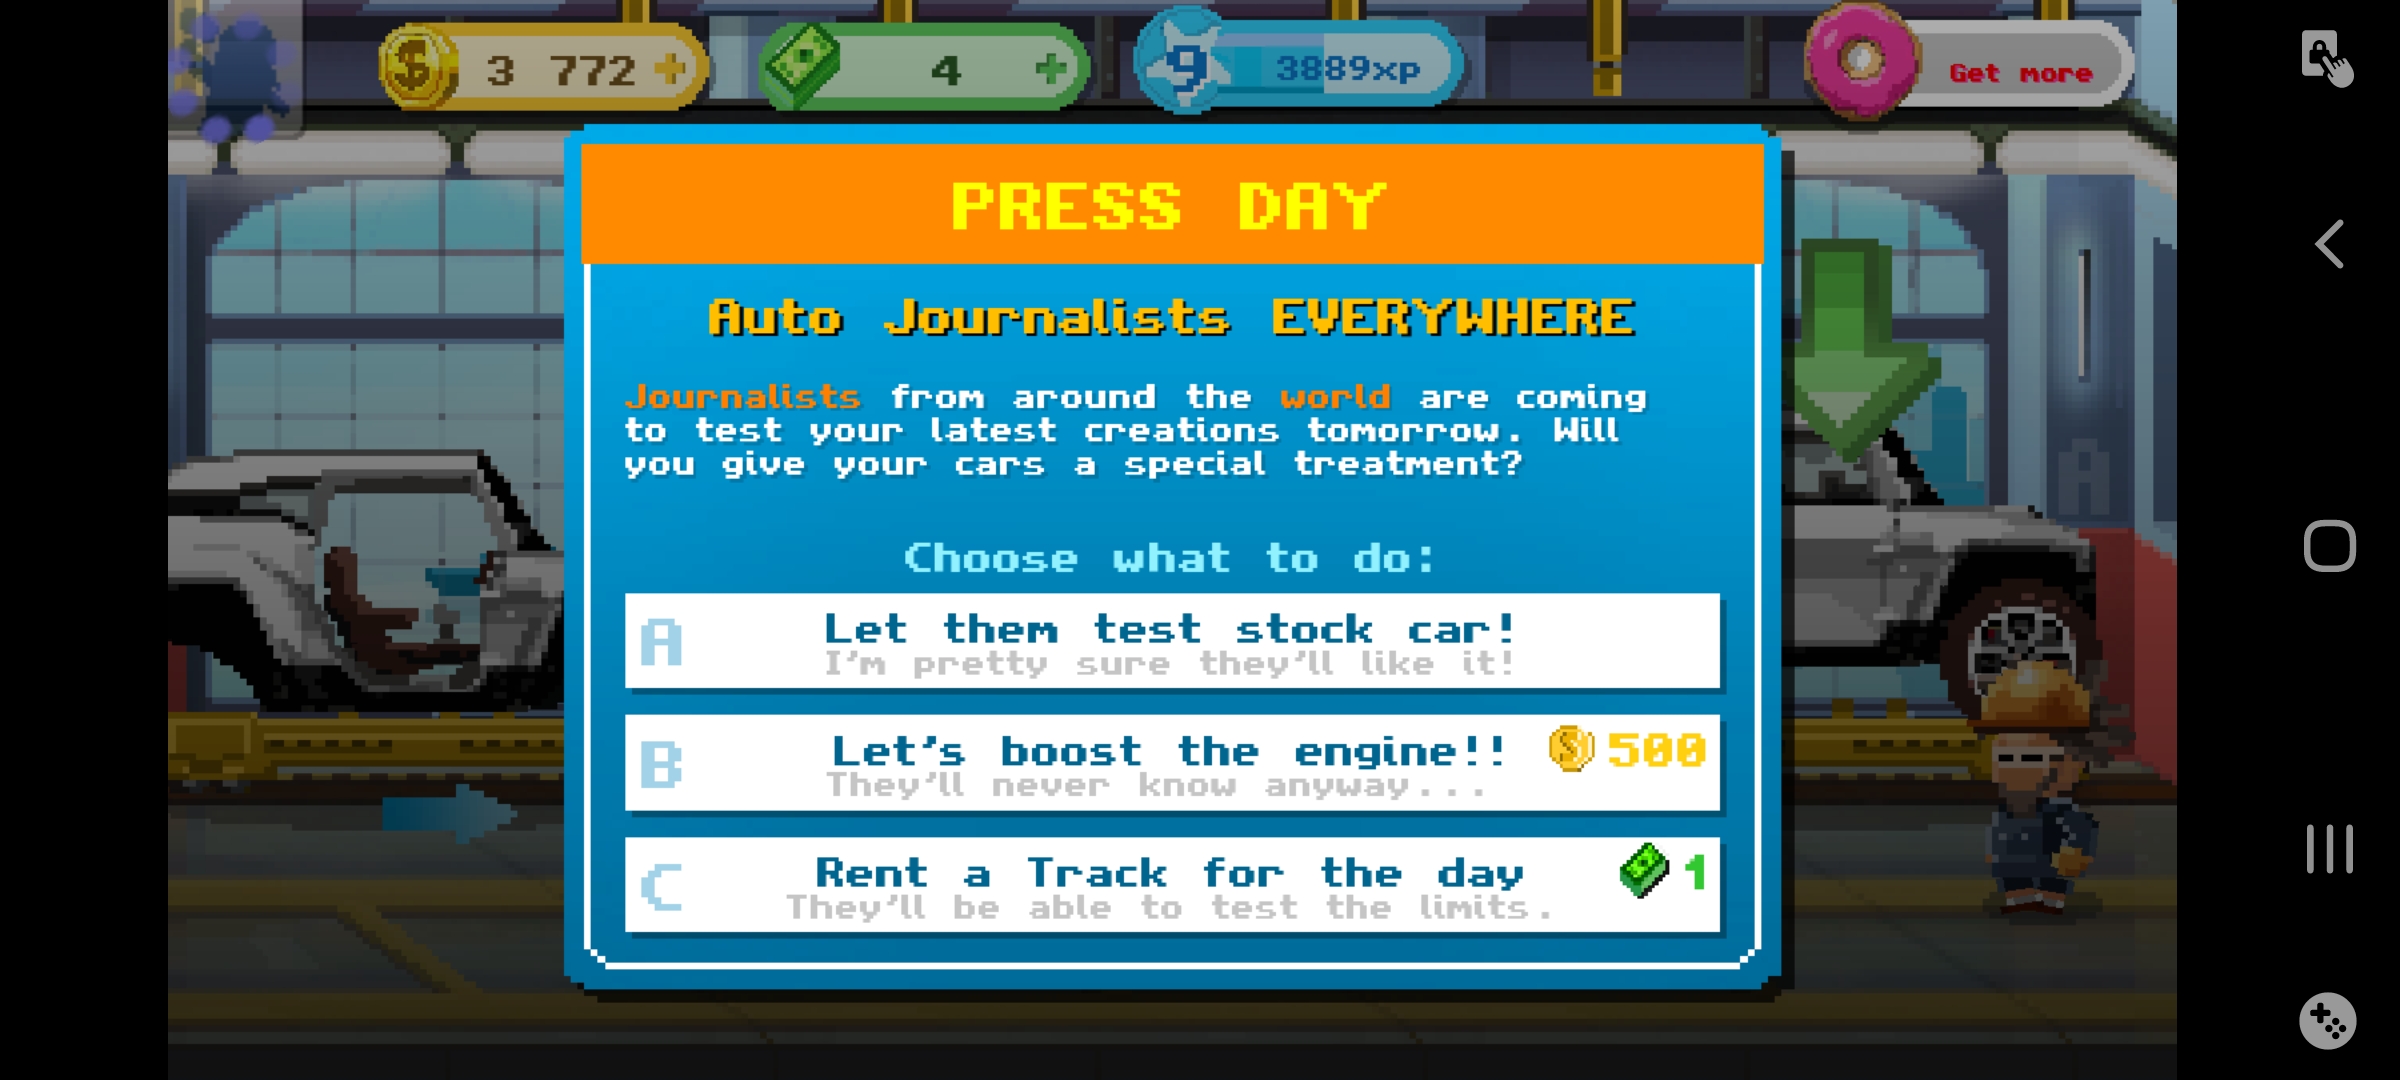 3 772 +
4 +
9 3889xp
Get more
PRESS DAY
Auto Journalists EVERYWHERE
Journalists from around the world are coming
to test your latest creations tomorrow. Will
you give your cars a special treatment?
Choose what to do:
A Let them test stock car!
I'm pretty sure they'll like it!
B Let's boost the engine!! 500
They'll never know anyway...
C Rent a Track for the day 1
They'll be able to test the limits.